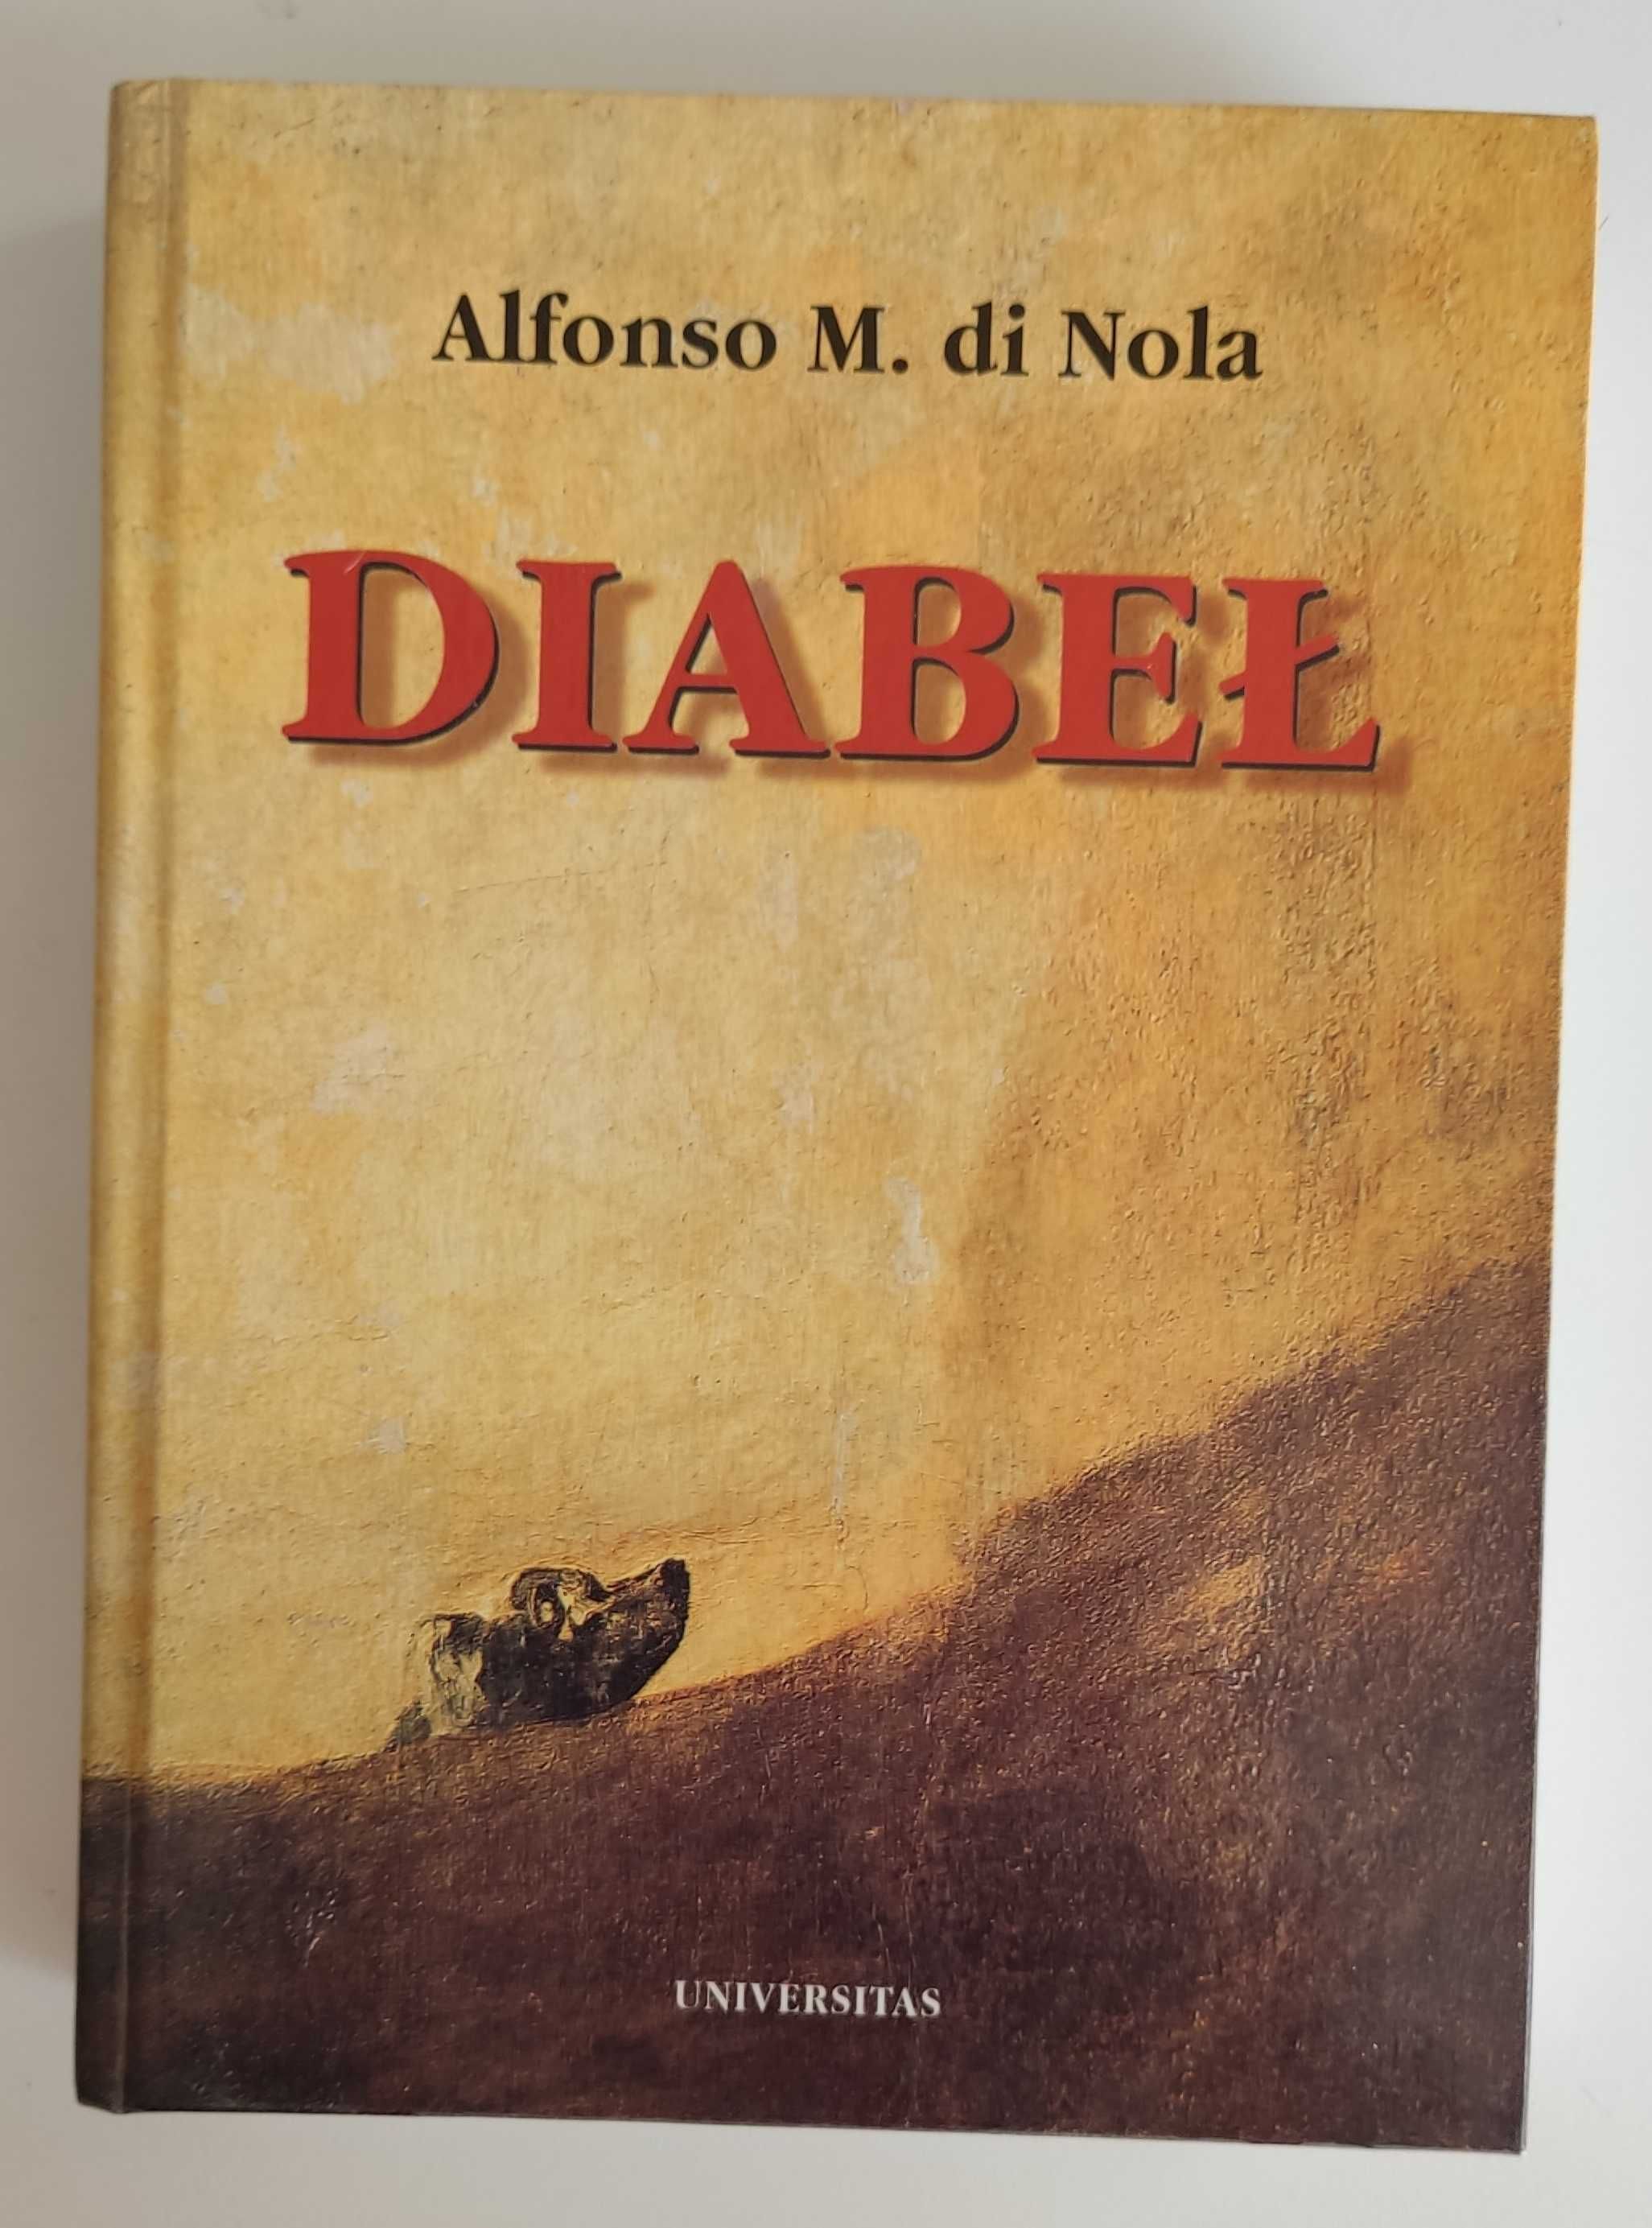 Alfonso M. di Nola
DIABEŁ
UNIVERSITAS